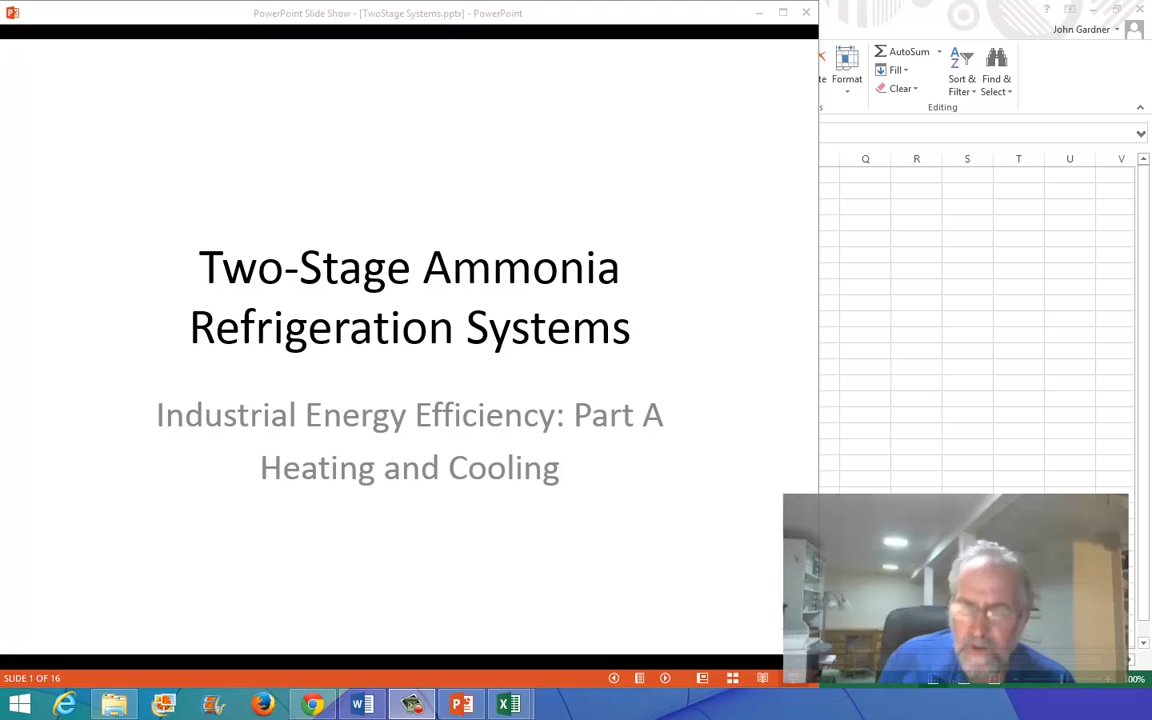 PowerPoint Slide Show - [TwoStage Systems.pptx] - PowerPoint
John Gardner
AutoSum
Fill
Clear
Format
Sort &
Filter
Find &
Select
Editing
Q R S T U V
Two-Stage Ammonia
Refrigeration Systems
Industrial Energy Efficiency: Part A
Heating and Cooling
SLIDE 1 OF 16